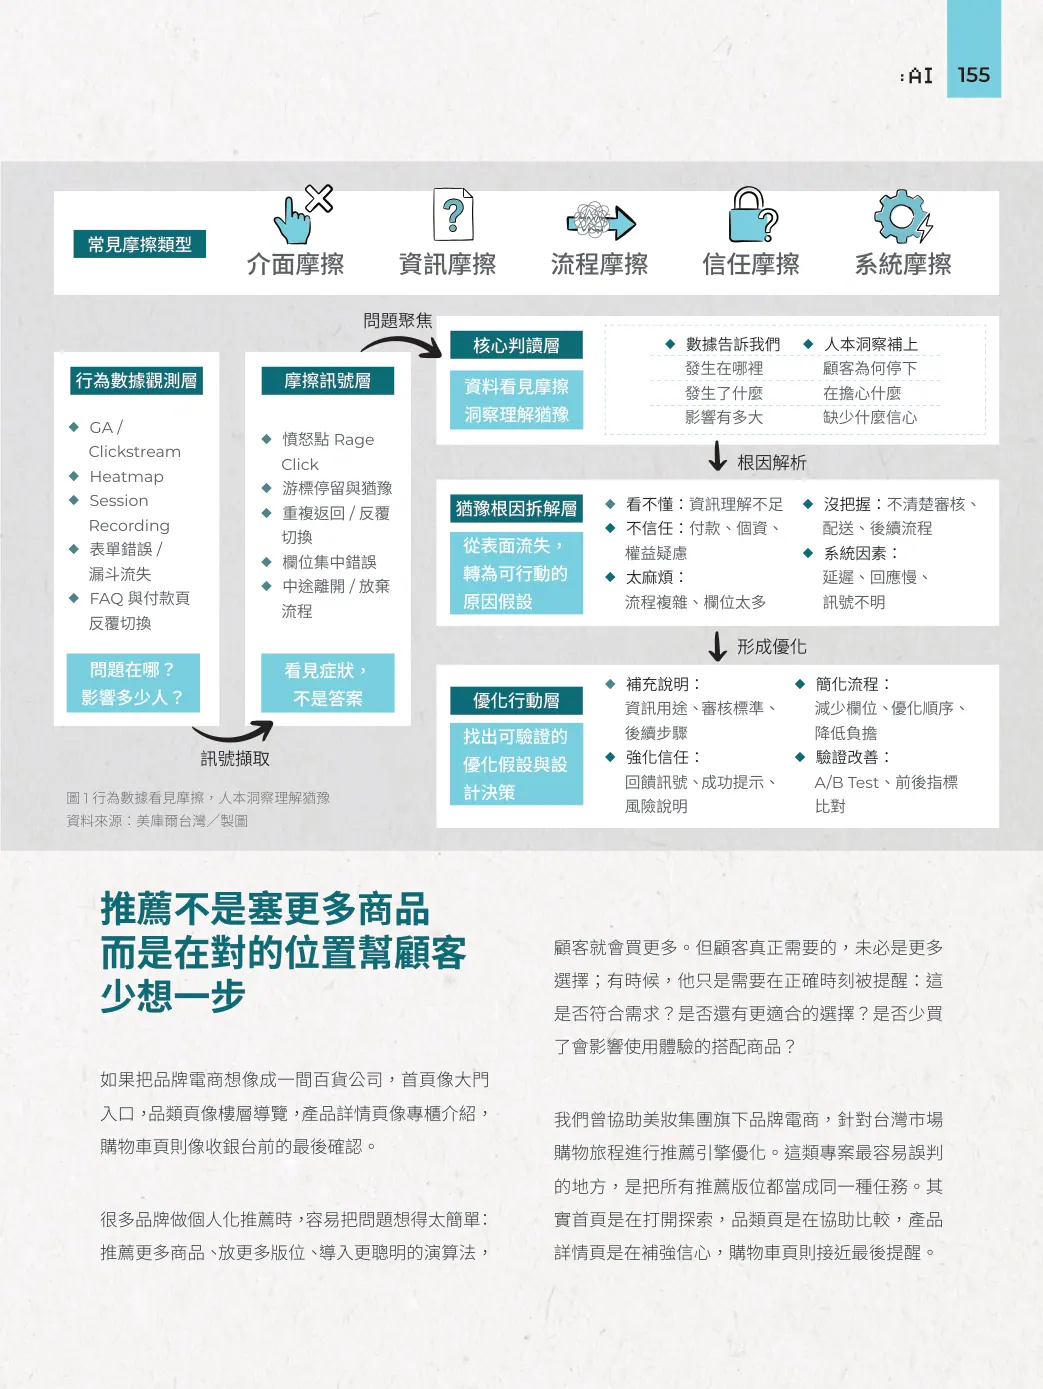 :AI 155
常見摩擦類型
介面摩擦
資訊摩擦
流程摩擦
信任摩擦
系統摩擦
行為數據觀測層
◆ GA /
Clickstream
◆ Heatmap
◆ Session
Recording
◆ 表單錯誤 /
漏斗流失
◆ FAQ 與付款頁
反覆切換
問題在哪？
影響多少人？
訊號擷取
摩擦訊號層
◆ 憤怒點 Rage
Click
◆ 游標停留與猶豫
◆ 重複返回 / 反覆
切換
◆ 欄位集中錯誤
◆ 中途離開 / 放棄
流程
看見症狀，
不是答案
問題聚焦
核心判讀層
資料看見摩擦
洞察理解猶豫
◆ 數據告訴我們
發生在哪裡
發生了什麼
影響有多大
◆ 人本洞察補上
顧客為何停下
在擔心什麼
缺少什麼信心
根因解析
猶豫根因拆解層
從表面流失，
轉為可行動的
原因假設
◆ 看不懂：資訊理解不足
◆ 不信任：付款、個資、
權益疑慮
◆ 太麻煩：
流程複雜、欄位太多
◆ 沒把握：不清楚審核、
配送、後續流程
◆ 系統因素：
延遲、回應慢、
訊號不明
形成優化
優化行動層
找出可驗證的
優化假設與設
計決策
◆ 補充說明：
資訊用途、審核標準、
後續步驟
◆ 強化信任：
回饋訊號、成功提示、
風險說明
◆ 簡化流程：
減少欄位、優化順序、
降低負擔
◆ 驗證改善：
A/B Test、前後指標
比對
圖 1 行為數據看見摩擦，人本洞察理解猶豫
資料來源：美庫爾台灣／製圖
推薦不是塞更多商品
而是在對的位置幫顧客
少想一步
如果把品牌電商想像成一間百貨公司，首頁像大門
入口，品類頁像樓層導覽，產品詳情頁像專櫃介紹，
購物車頁則像收銀台前的最後確認。
很多品牌做個人化推薦時，容易把問題想得太簡單：
推薦更多商品、放更多版位、導入更聰明的演算法，
顧客就會買更多。但顧客真正需要的，未必是更多
選擇；有時候，他只是需要在正確時刻被提醒：這
是否符合需求？是否還有更適合的選擇？是否少買
了會影響使用體驗的搭配商品？
我們曾協助美妝集團旗下品牌電商，針對台灣市場
購物旅程進行推薦引擎優化。這類專案最容易誤判
的地方，是把所有推薦版位都當成同一種任務。其
實首頁是在打開探索，品類頁是在協助比較，產品
詳情頁是在補強信心，購物車頁則接近最後提醒。